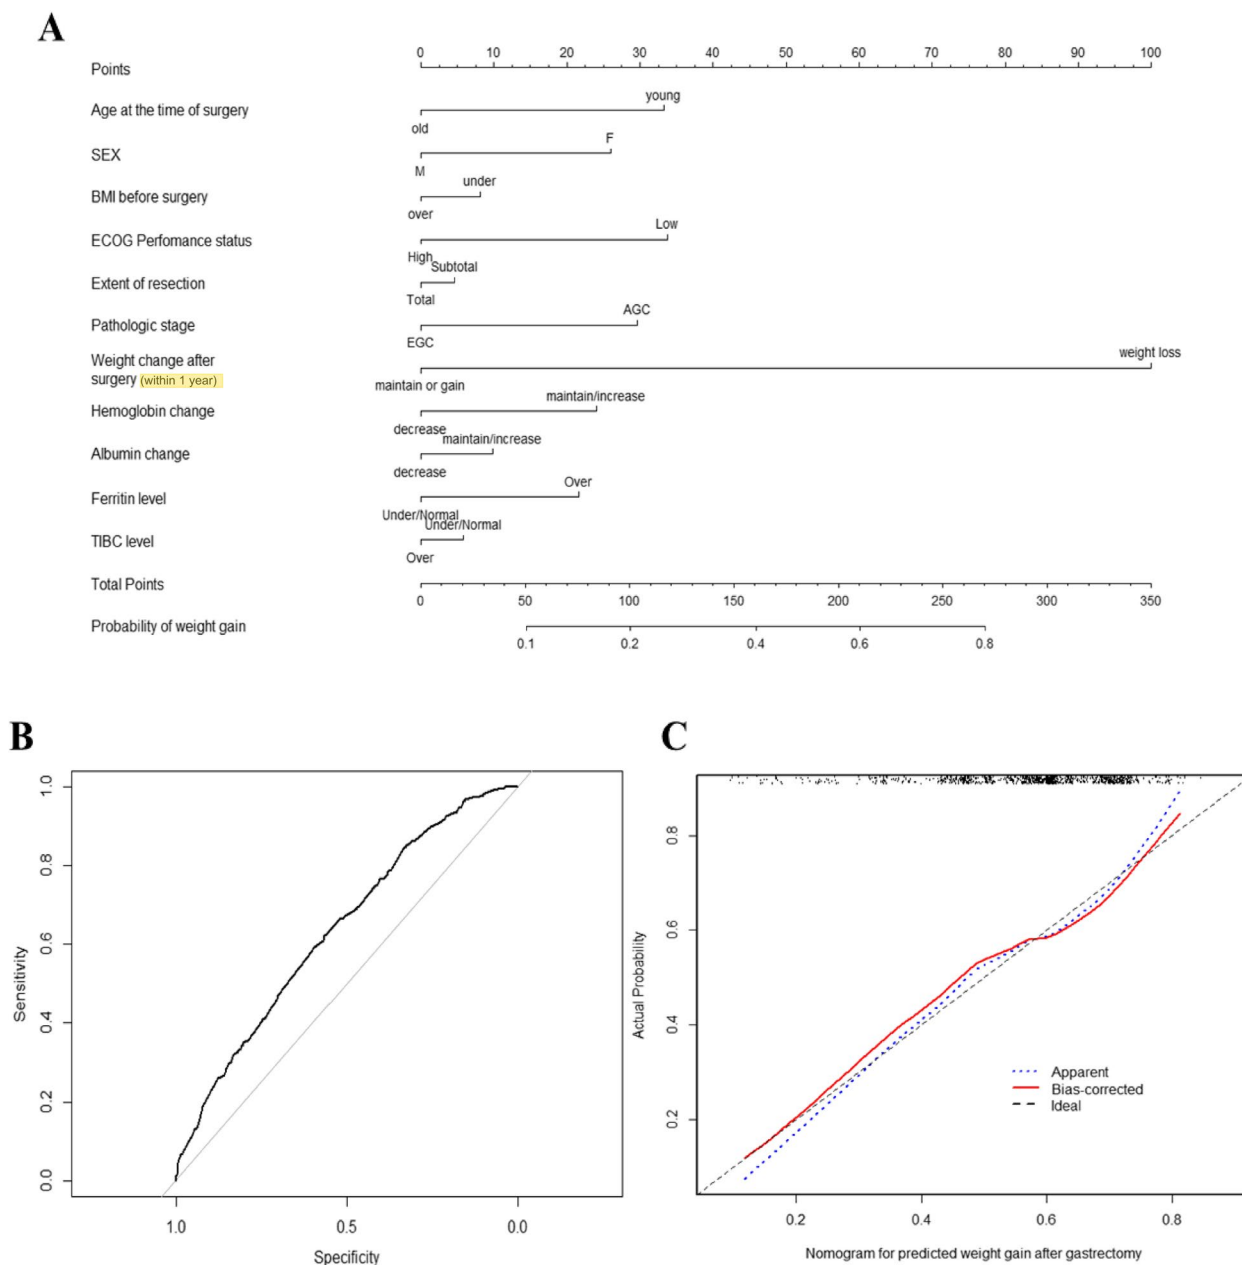 A
Points
0 10 20 30 40 50 60 70 80 90 100
Age at the time of surgery
young
old
SEX
F
M
BMI before surgery
under
over
ECOG Perfomance status
Low
High
Extent of resection
Subtotal
Total
Pathologic stage
AGC
EGC
Weight change after
surgery (within 1 year)
weight loss
maintain or gain
Hemoglobin change
maintain/increase
decrease
Albumin change
maintain/increase
decrease
Ferritin level
Over
Under/Normal
TIBC level
Under/Normal
Over
Total Points
0 50 100 150 200 250 300 350
Probability of weight gain
0.1 0.2 0.4 0.6 0.8
B
Sensitivity
1.0
0.8
0.6
0.4
0.2
0.0
1.0 0.5 0.0
Specificity
C
Actual Probability
0.8
0.6
0.4
0.2
Apparent
Bias-corrected
Ideal
0.2 0.4 0.6 0.8
Nomogram for predicted weight gain after gastrectomy